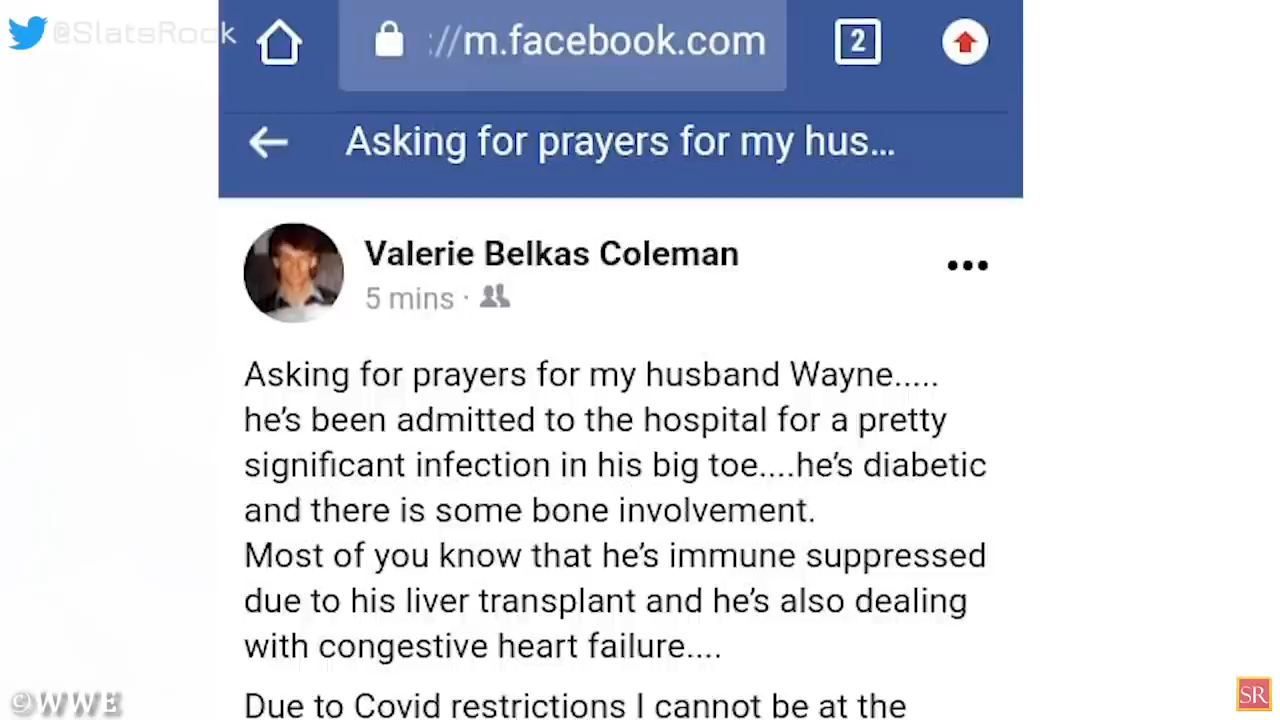 @SlatsRock
://m.facebook.com
2
Asking for prayers for my hus...
Valerie Belkas Coleman
5 mins ·
Asking for prayers for my husband Wayne.....
he's been admitted to the hospital for a pretty
significant infection in his big toe....he's diabetic
and there is some bone involvement.
Most of you know that he's immune suppressed
due to his liver transplant and he's also dealing
with congestive heart failure....
Due to Covid restrictions I cannot be at the
©WWE
SR